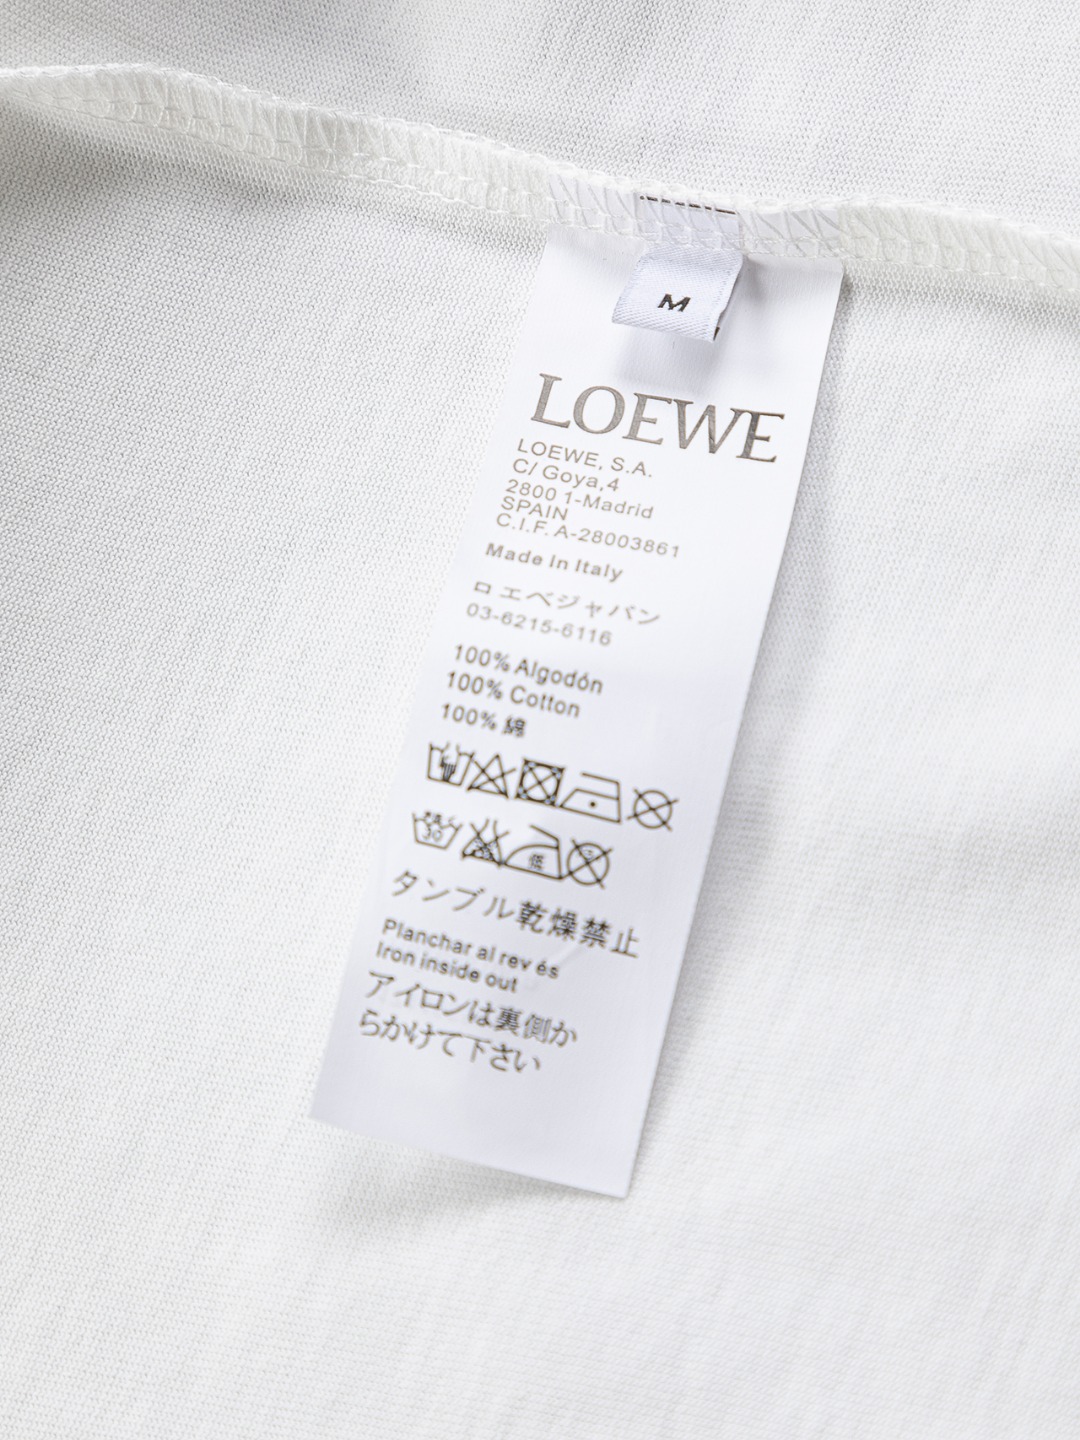 M
LOEWE
LOEWE, S.A.
C/ Goya,4
2800 1-Madrid
SPAIN
C.I.F. A-28003861
Made in Italy
ロエベジャパン
03-6215-6116
100% Algodón
100% Cotton
100% 綿
30
低
タンブル乾燥禁止
Planchar al rev és
Iron inside out
アイロンは裏側か
らかけて下さい